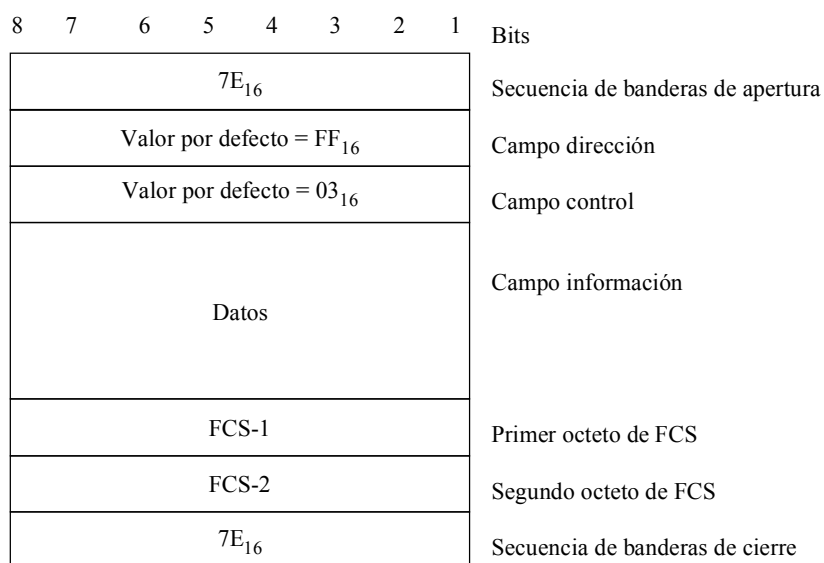 8 7 6 5 4 3 2 1 Bits
7E16 Secuencia de banderas de apertura
Valor por defecto = FF16 Campo dirección
Valor por defecto = 0316 Campo control
Campo información
Datos
FCS-1 Primer octeto de FCS
FCS-2 Segundo octeto de FCS
7E16 Secuencia de banderas de cierre